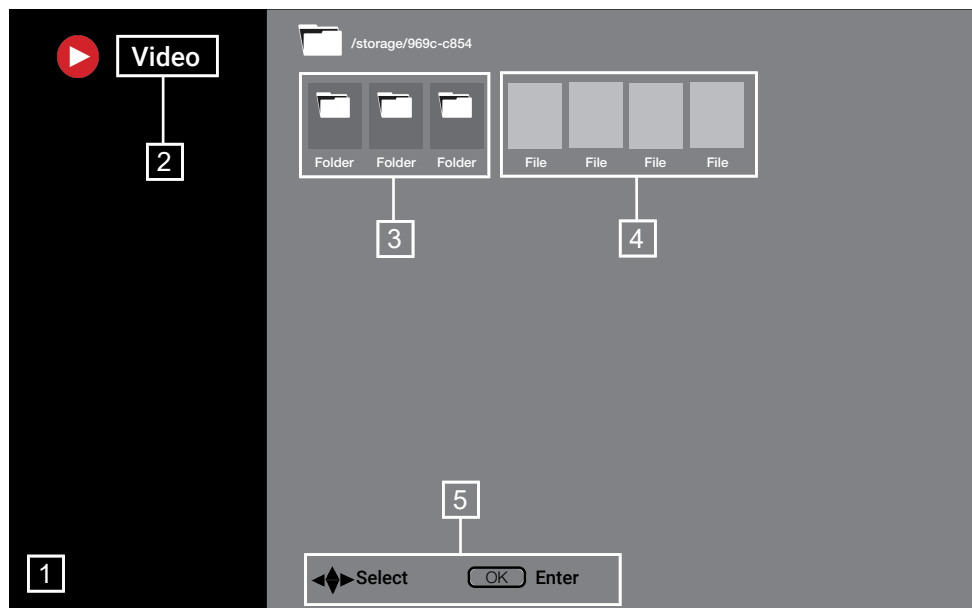 Video
2
/storage/969c-c854
Folder Folder Folder
File File File File
3
4
5
1
Select OK Enter